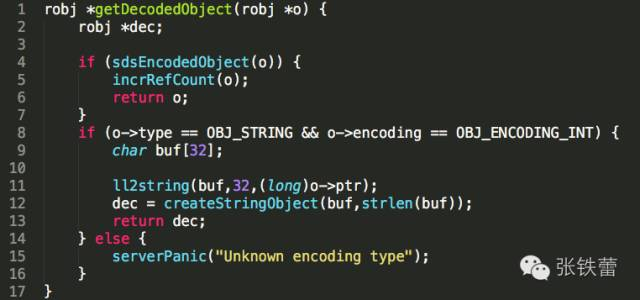 1 robj *getDecodedObject(robj *o) {
2     robj *dec;
3
4     if (sdsEncodedObject(o)) {
5         incrRefCount(o);
6         return o;
7     }
8     if (o->type == OBJ_STRING && o->encoding == OBJ_ENCODING_INT) {
9         char buf[32];
10
11         ll2string(buf,32,(long)o->ptr);
12         dec = createStringObject(buf,strlen(buf));
13         return dec;
14     } else {
15         serverPanic("Unknown encoding type");
16     }
17 }
张铁蕾